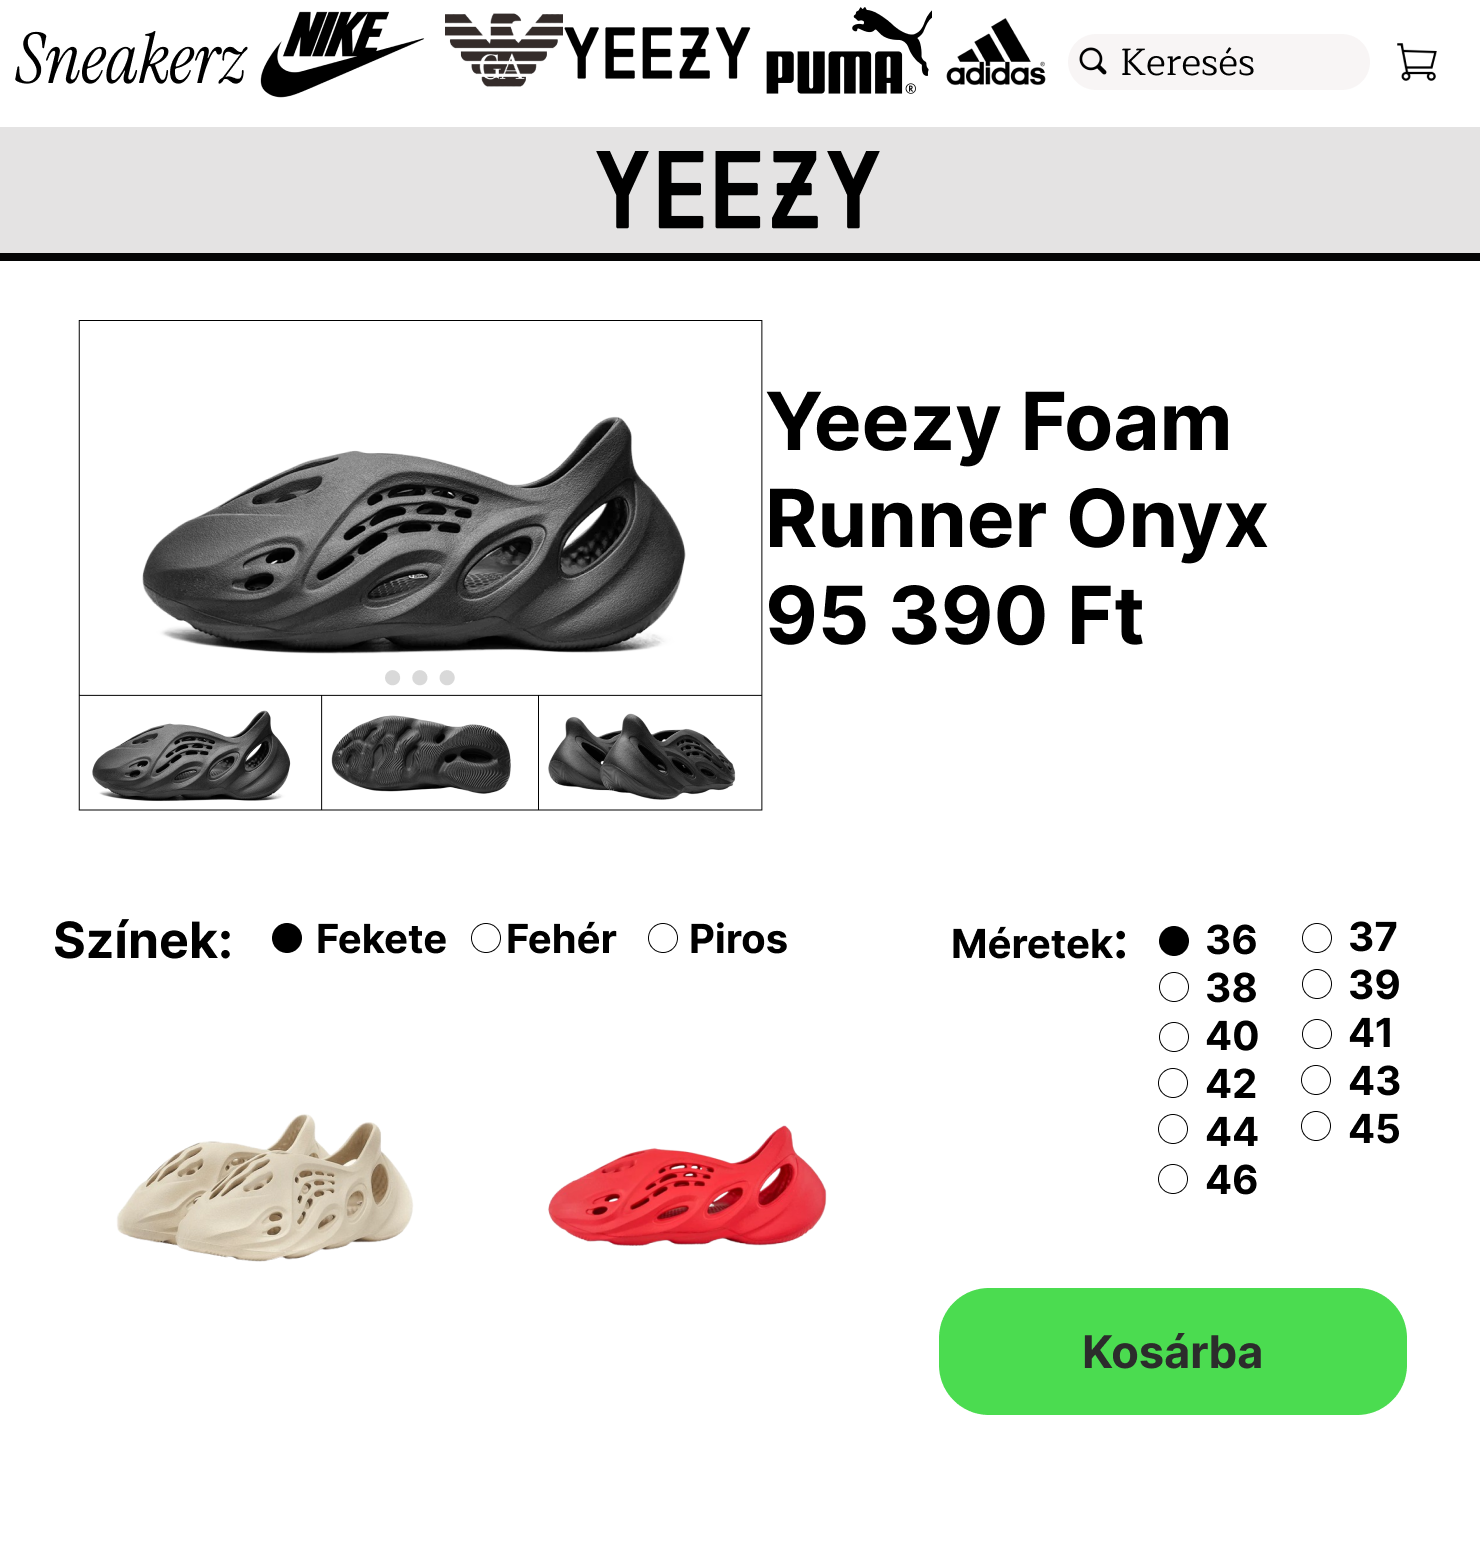 Sneakerz NIKE GA YEEZY PUMA® adidas® Keresés
YEEZY
Yeezy Foam
Runner Onyx
95 390 Ft
Színek: Fekete Fehér Piros
Méretek: 36 37
38 39
40 41
42 43
44 45
46
Kosárba